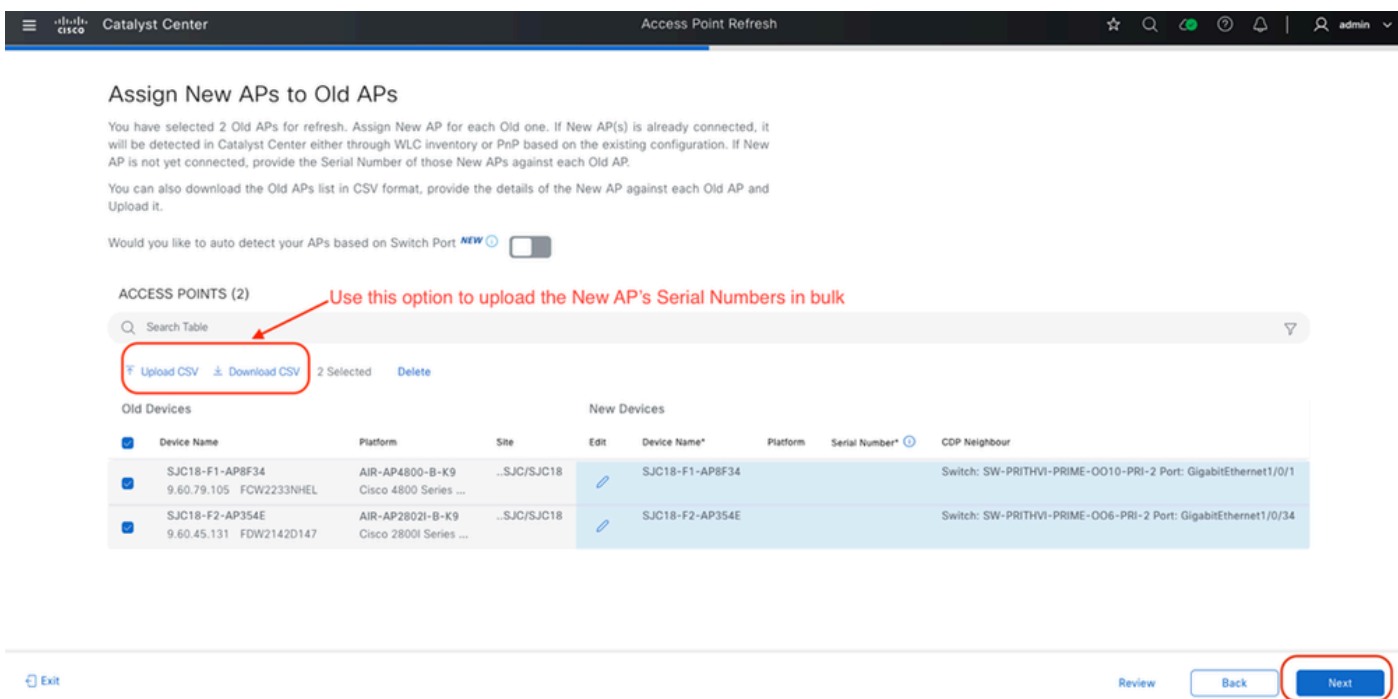 cisco Catalyst Center
Access Point Refresh
admin
Assign New APs to Old APs
You have selected 2 Old APs for refresh. Assign New AP for each Old one. If New AP(s) is already connected, it
will be detected in Catalyst Center either through WLC inventory or PnP based on the existing configuration. If New
AP is not yet connected, provide the Serial Number of those New APs against each Old AP.
You can also download the Old APs list in CSV format, provide the details of the New AP against each Old AP and
Upload it.
Would you like to auto detect your APs based on Switch Port NEW
ACCESS POINTS (2)
Use this option to upload the New AP's Serial Numbers in bulk
Search Table
Upload CSV Download CSV 2 Selected Delete
Old Devices New Devices
Device Name Platform Site Edit Device Name* Platform Serial Number* CDP Neighbour
SJC18-F1-AP8F34 AIR-AP4800-B-K9 ..SJC/SJC18 SJC18-F1-AP8F34 Switch: SW-PRITHVI-PRIME-OO10-PRI-2 Port: GigabitEthernet1/0/1
9.60.79.105 FCW2233NHEL Cisco 4800 Series ...
SJC18-F2-AP354E AIR-AP2802I-B-K9 ..SJC/SJC18 SJC18-F2-AP354E Switch: SW-PRITHVI-PRIME-OO6-PRI-2 Port: GigabitEthernet1/0/34
9.60.45.131 FDW2142D147 Cisco 2800I Series ...
Exit Review Back Next